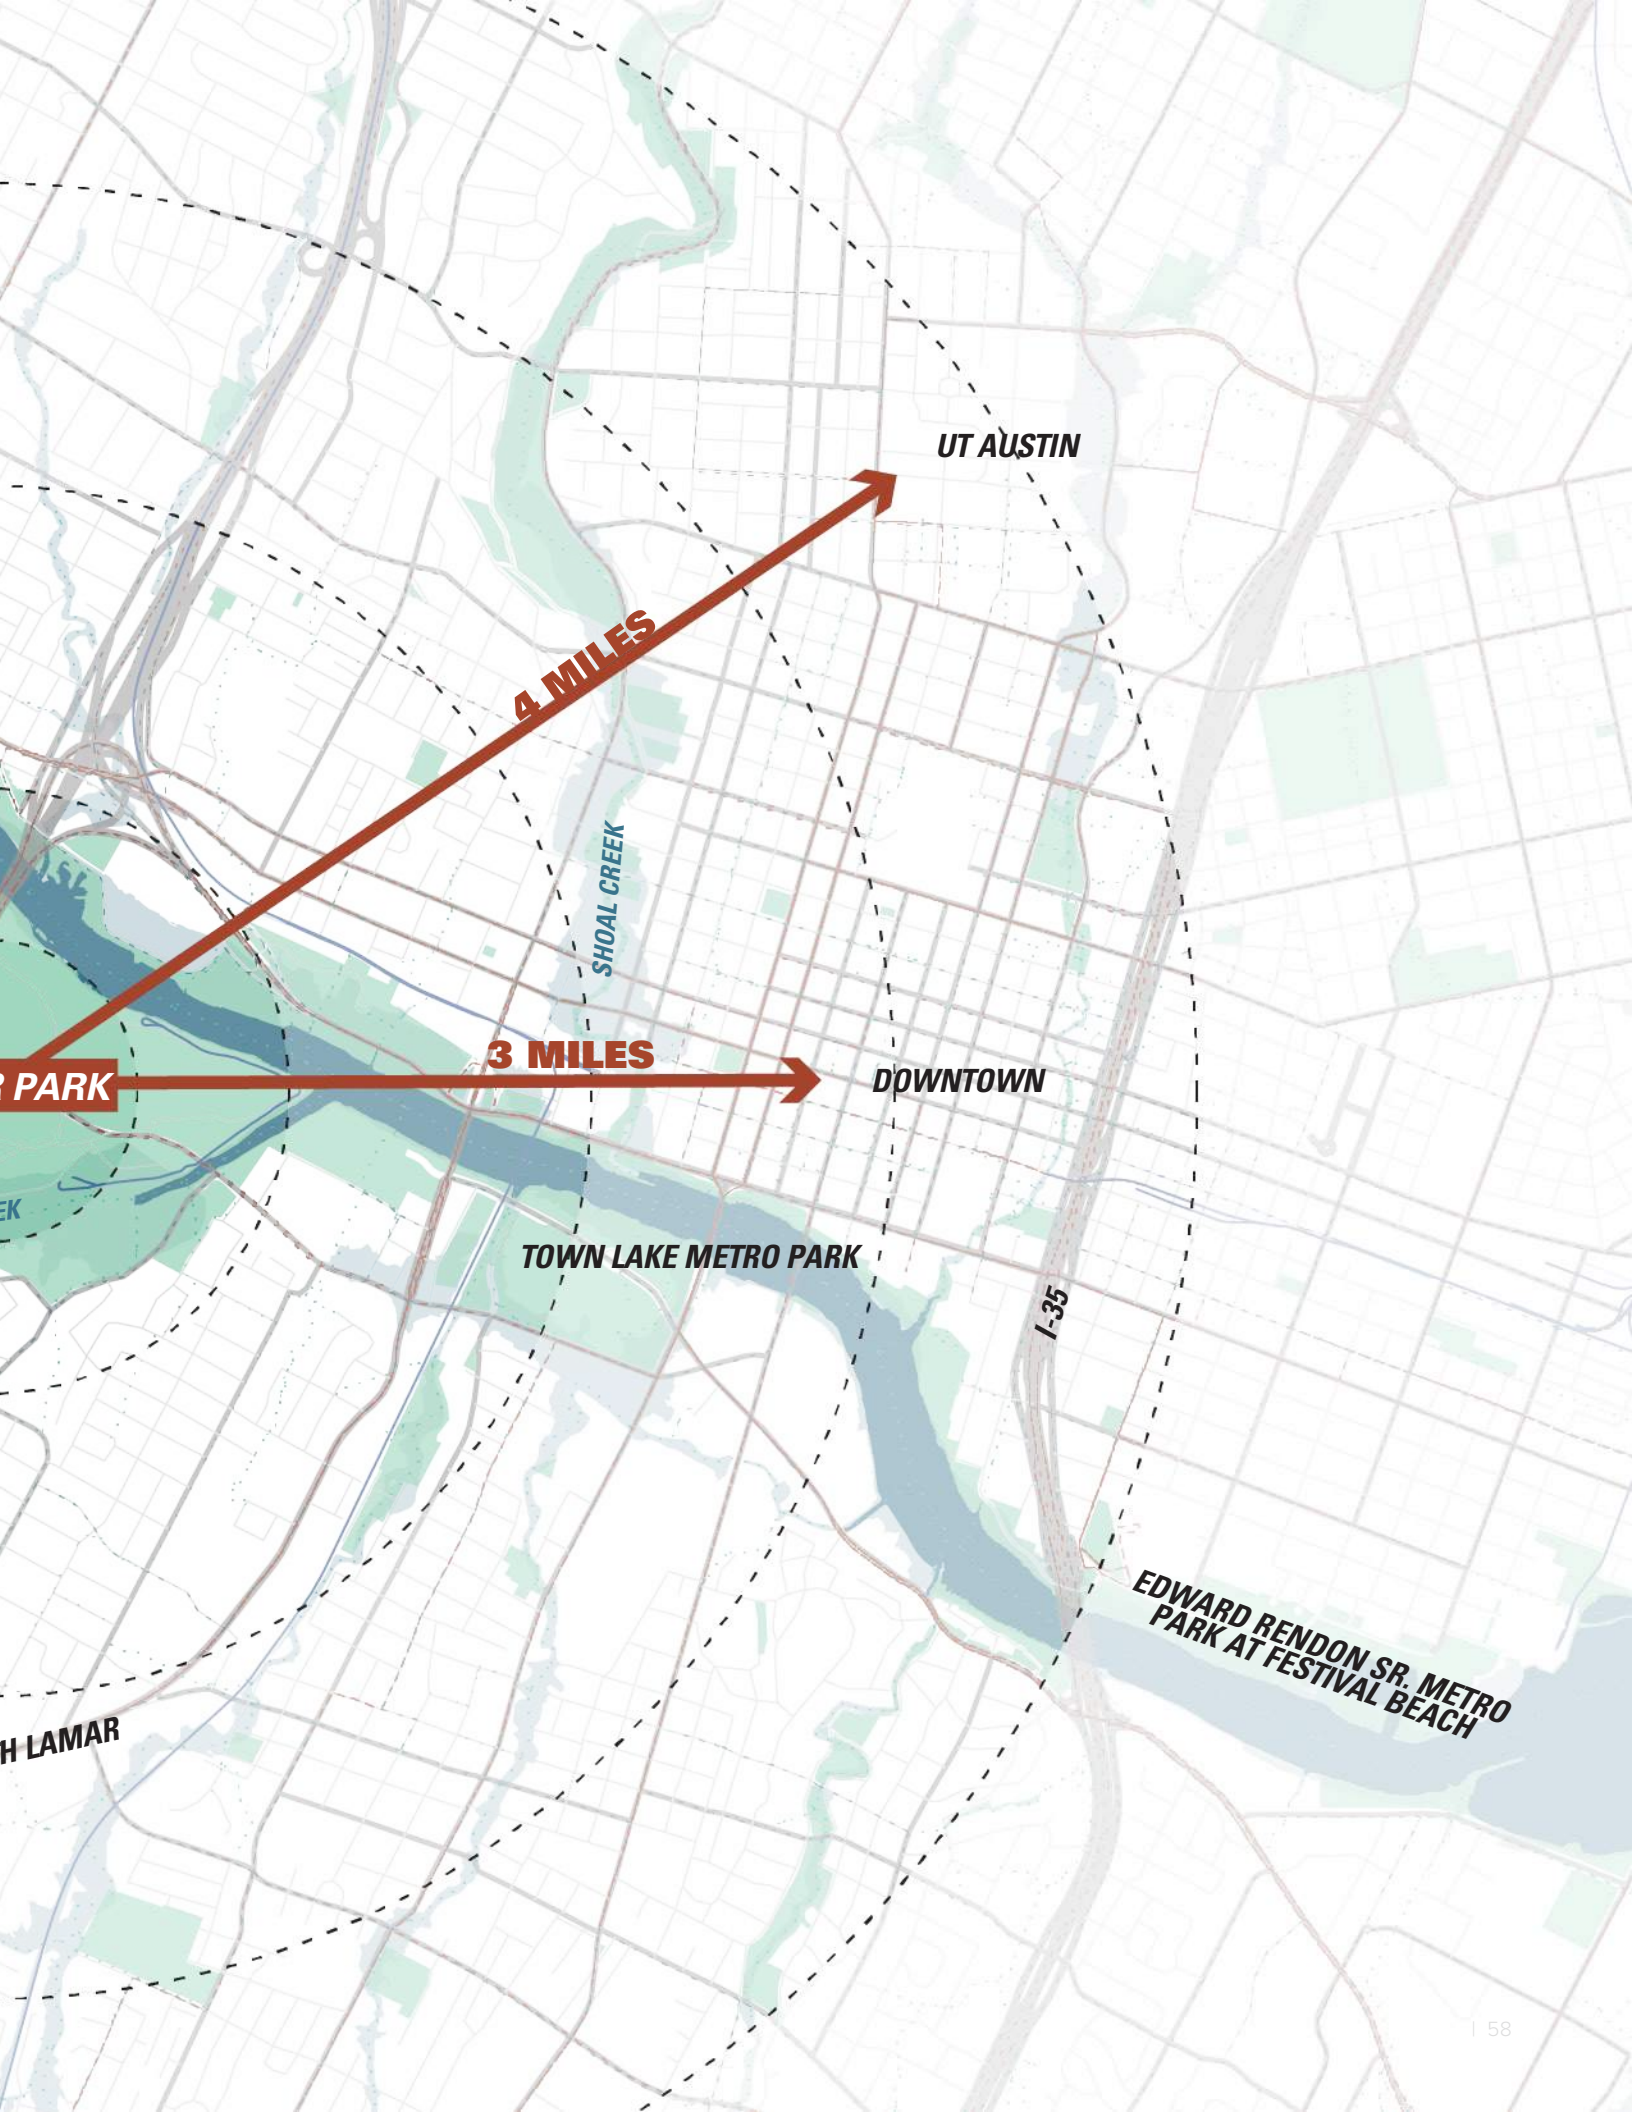 UT AUSTIN
4 MILES
SHOAL CREEK
3 MILES
R PARK
DOWNTOWN
EK
TOWN LAKE METRO PARK
I-35
EDWARD RENDON SR. METRO
PARK AT FESTIVAL BEACH
H LAMAR
| 58